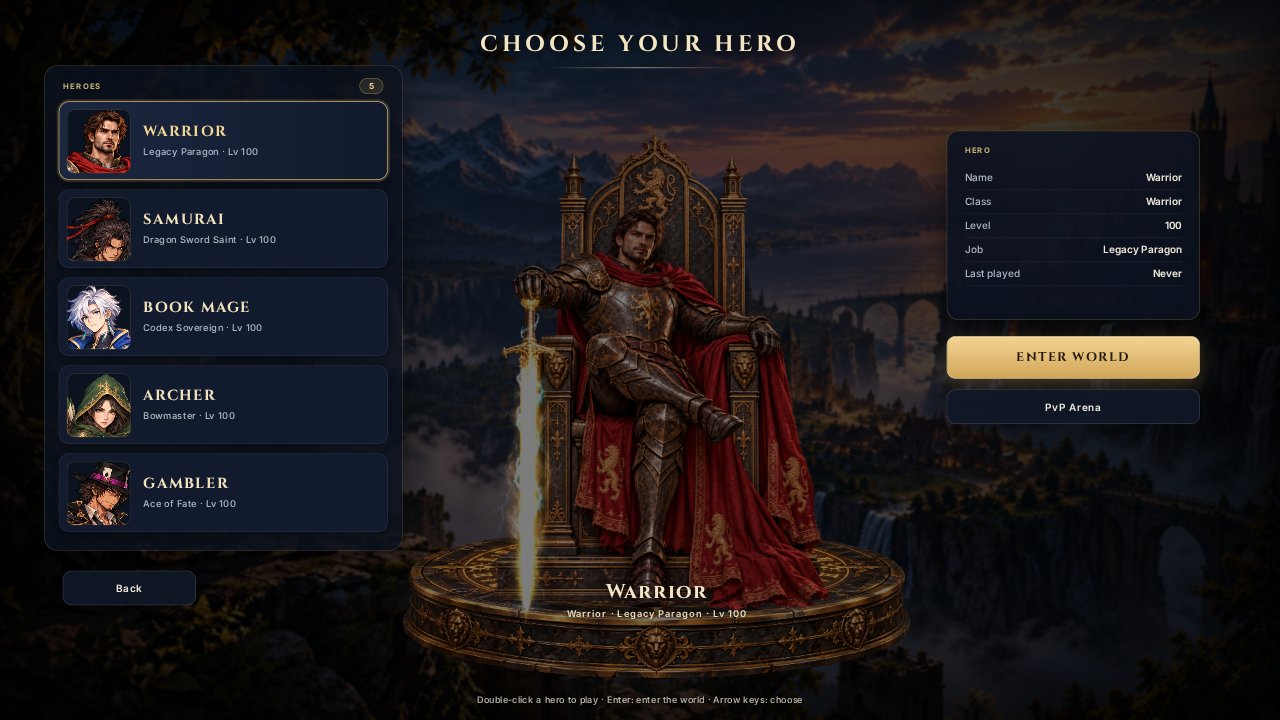 CHOOSE YOUR HERO
HEROES
5
WARRIOR
Legacy Paragon · Lv 100
SAMURAI
Dragon Sword Saint · Lv 100
BOOK MAGE
Codex Sovereign · Lv 100
ARCHER
Bowmaster · Lv 100
GAMBLER
Ace of Fate · Lv 100
Back
WARRIOR
Warrior · Legacy Paragon · Lv 100
HERO
Name Warrior
Class Warrior
Level 100
Job Legacy Paragon
Last played Never
ENTER WORLD
PvP Arena
Double-click a hero to play · Enter: enter the world · Arrow keys: choose